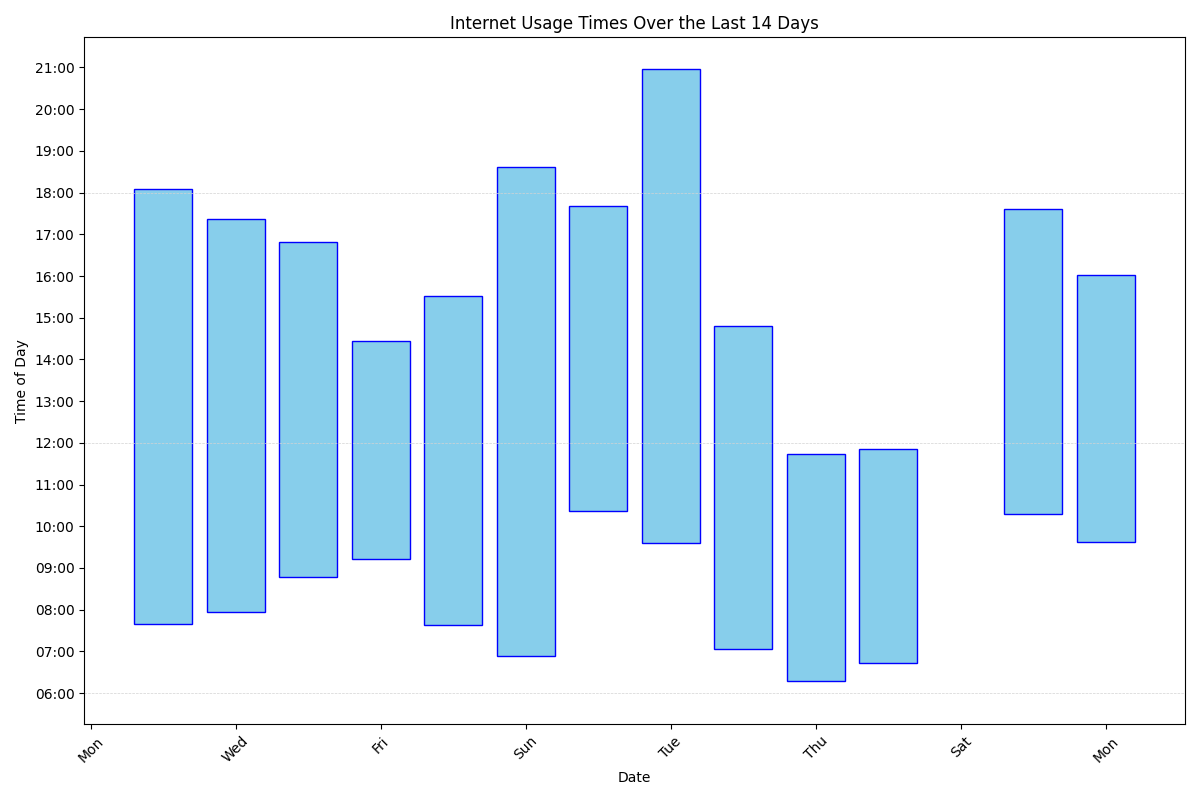 Internet Usage Times Over the Last 14 Days
21:00
20:00
19:00
18:00
17:00
16:00
15:00
14:00
13:00
12:00
11:00
10:00
09:00
08:00
07:00
06:00
Time of Day
Mon
Wed
Fri
Sun
Tue
Thu
Sat
Mon
Date